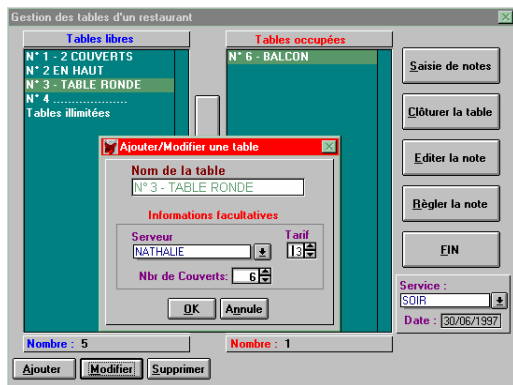 Gestion des tables d'un restaurant
Tables libres
Tables occupées
N° 1 - 2 COUVERTS
N° 2 EN HAUT
N° 3 - TABLE RONDE
N° 4 ...................
Tables illimitées
N° 6 - BALCON
Saisie de notes
Clôturer la table
Editer la note
Règler la note
FIN
Ajouter/Modifier une table
Nom de la table
N° 3 - TABLE RONDE
Informations facultatives
Serveur
Tarif
NATHALIE
3
Nbr de Couverts:
6
OK
Annule
Service :
SOIR
Date : 30/06/1997
Nombre : 5
Nombre : 1
Ajouter
Modifier
Supprimer